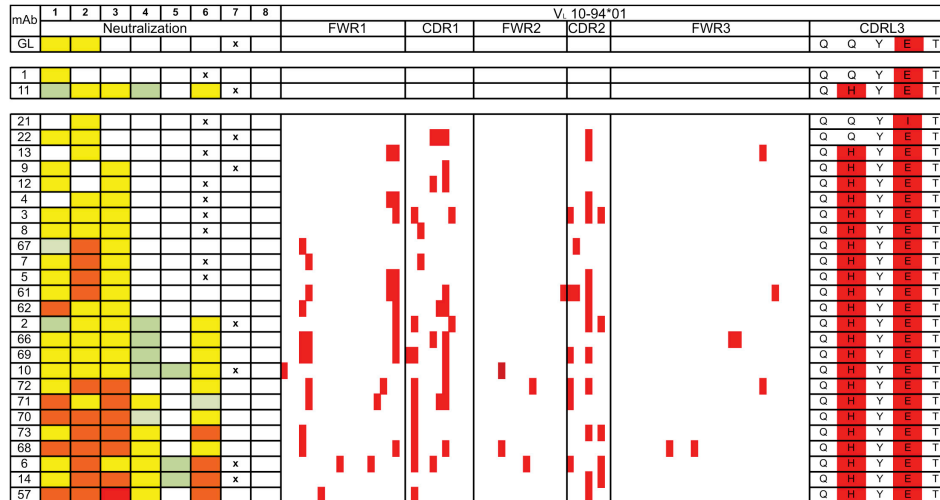 mAb 1 2 3 4 5 6 7 8 VL 10-94*01
Neutralization FWR1 CDR1 FWR2 CDR2 FWR3 CDRL3
GL x Q Q Y E T
1 x Q Q Y E T
11 x Q H Y E T
21 x Q Q Y I T
22 x Q Q Y E T
13 x Q H Y E T
9 x Q H Y E T
12 x Q H Y E T
4 x Q H Y E T
3 x Q H Y E T
8 x Q H Y E T
67 Q H Y E T
7 x Q H Y E T
5 x Q H Y E T
61 Q H Y E T
62 Q H Y E T
2 x Q H Y E T
66 Q H Y E T
69 Q H Y E T
10 x Q H Y E T
72 Q H Y E T
71 Q H Y E T
70 Q H Y E T
73 Q H Y E T
68 Q H Y E T
6 x Q H Y E T
14 x Q H Y E T
57 Q H Y E T